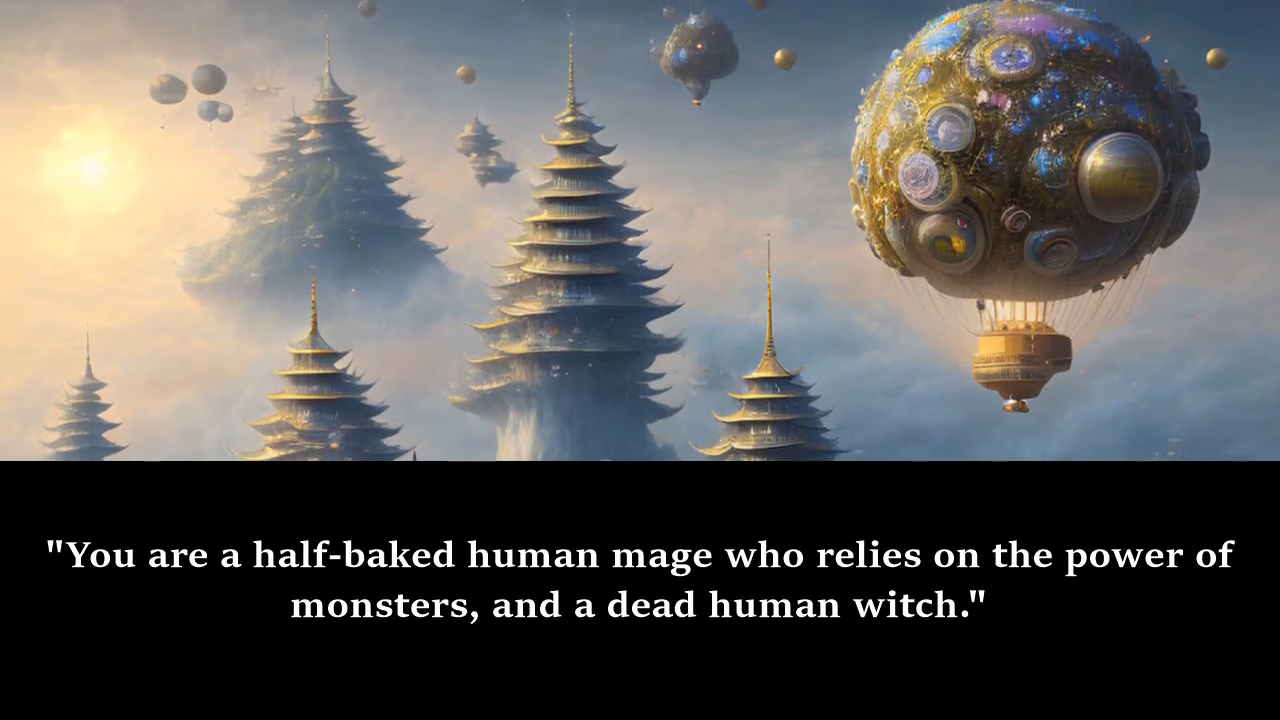 "You are a half-baked human mage who relies on the power of
monsters, and a dead human witch."